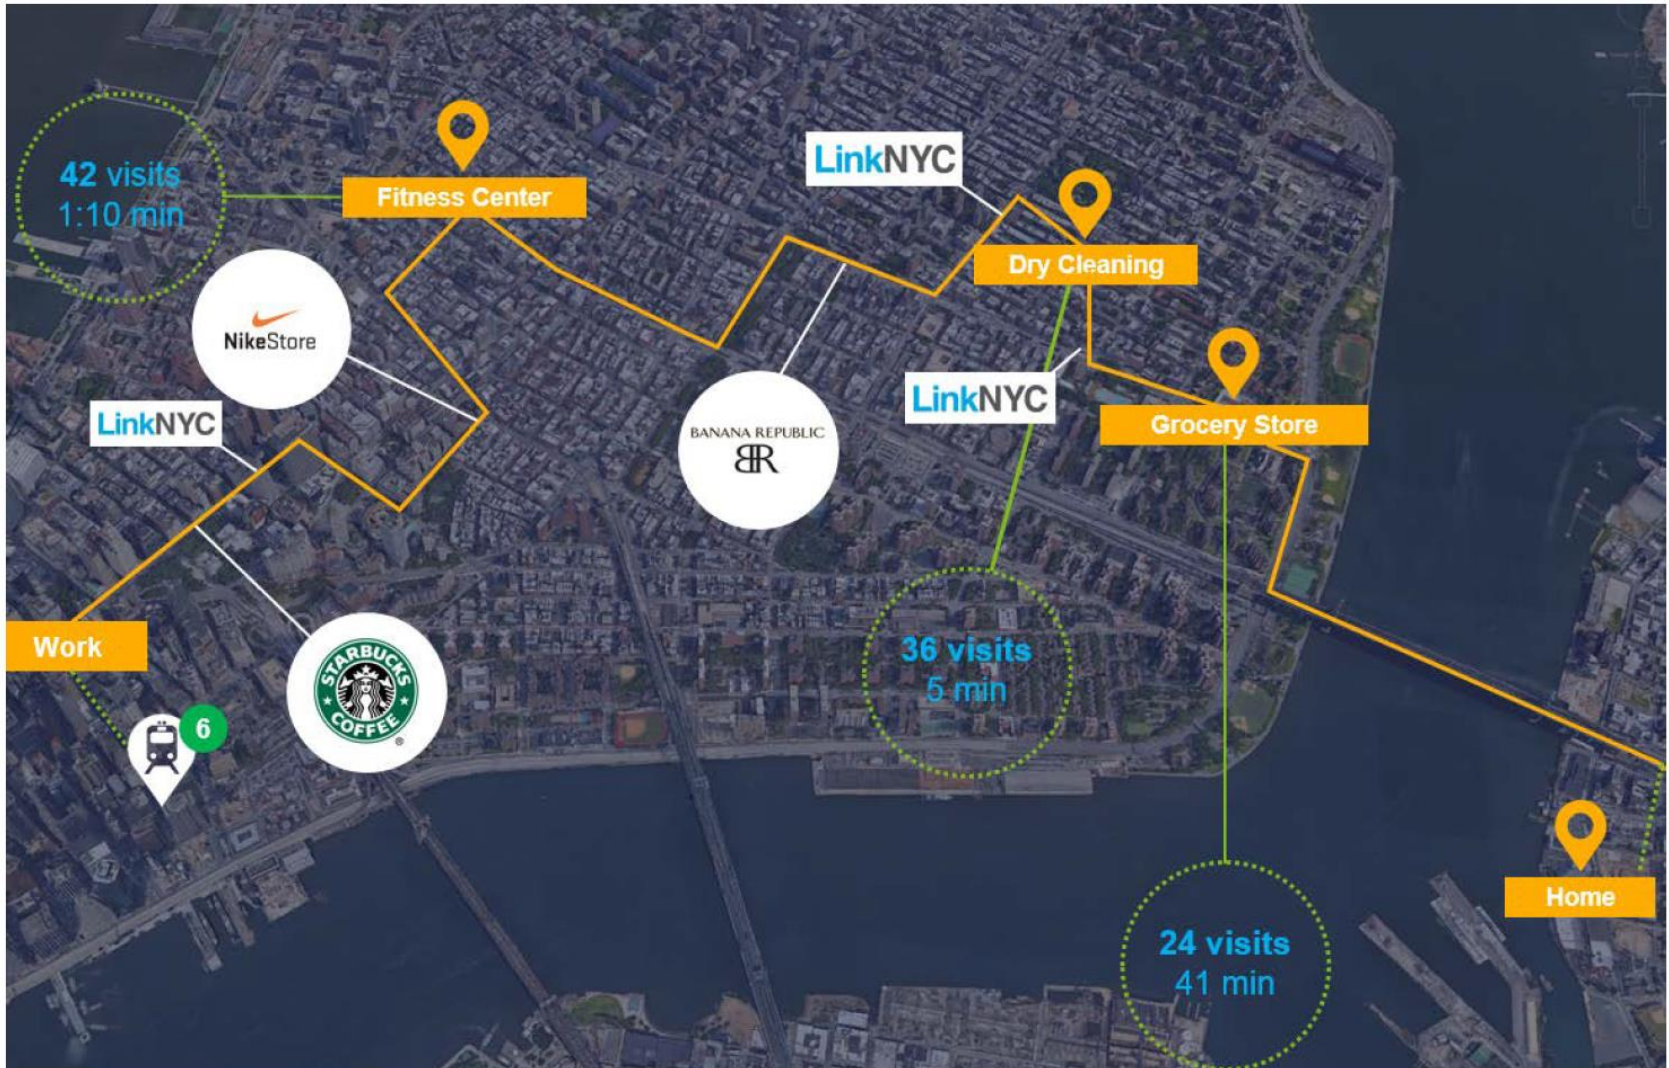 42 visits
1:10 min
Fitness Center
LinkNYC
Dry Cleaning
NikeStore
LinkNYC
BANANA REPUBLIC
BR
LinkNYC
Grocery Store
Work
6
STARBUCKS
COFFEE
®
36 visits
5 min
24 visits
41 min
Home